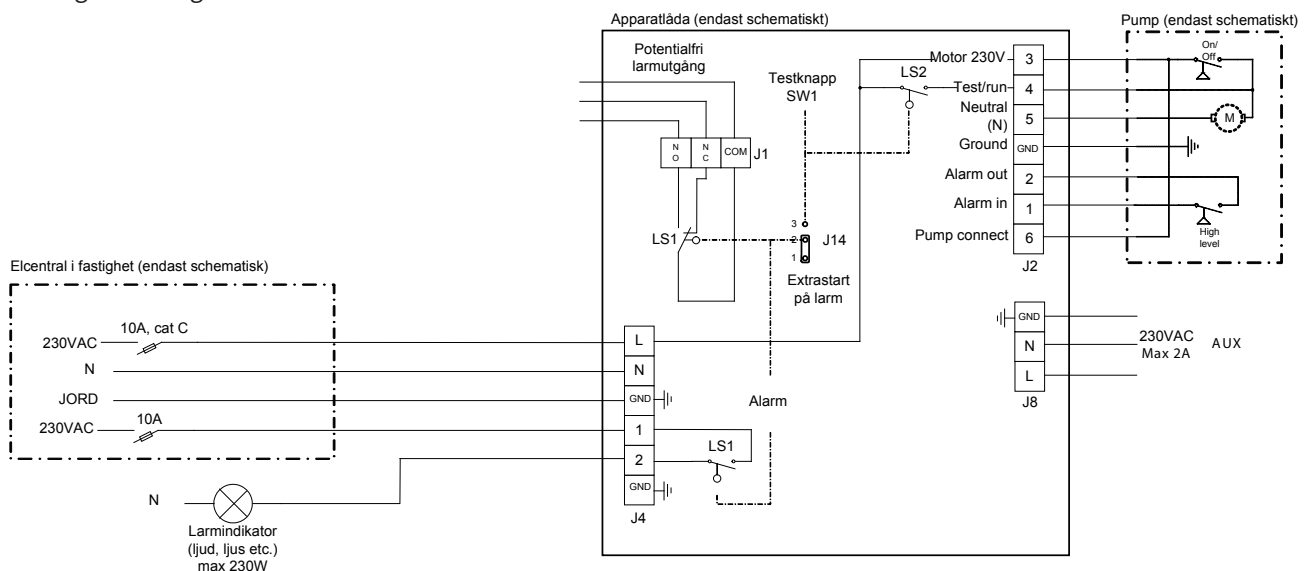 Apparatlåda (endast schematiskt)
Pump (endast schematiskt)
Potentialfri
larmutgång
Testknapp
SW1
LS2
Motor 230V
3
On/
Off
Test/run
4
Neutral
(N)
5
M
Ground
GND
Alarm out
2
Alarm in
1
High
level
Pump connect
6
J2
N
O
N
C
COM
J1
LS1
3
2
1
J14
Extrastart
på larm
Elcentral i fastighet (endast schematisk)
230VAC
10A, cat C
N
JORD
230VAC
10A
L
N
GND
1
2
GND
J4
Alarm
LS1
GND
N
L
J8
230VAC
Max 2A
AUX
N
Larmindikator
(ljud, ljus etc.)
max 230W